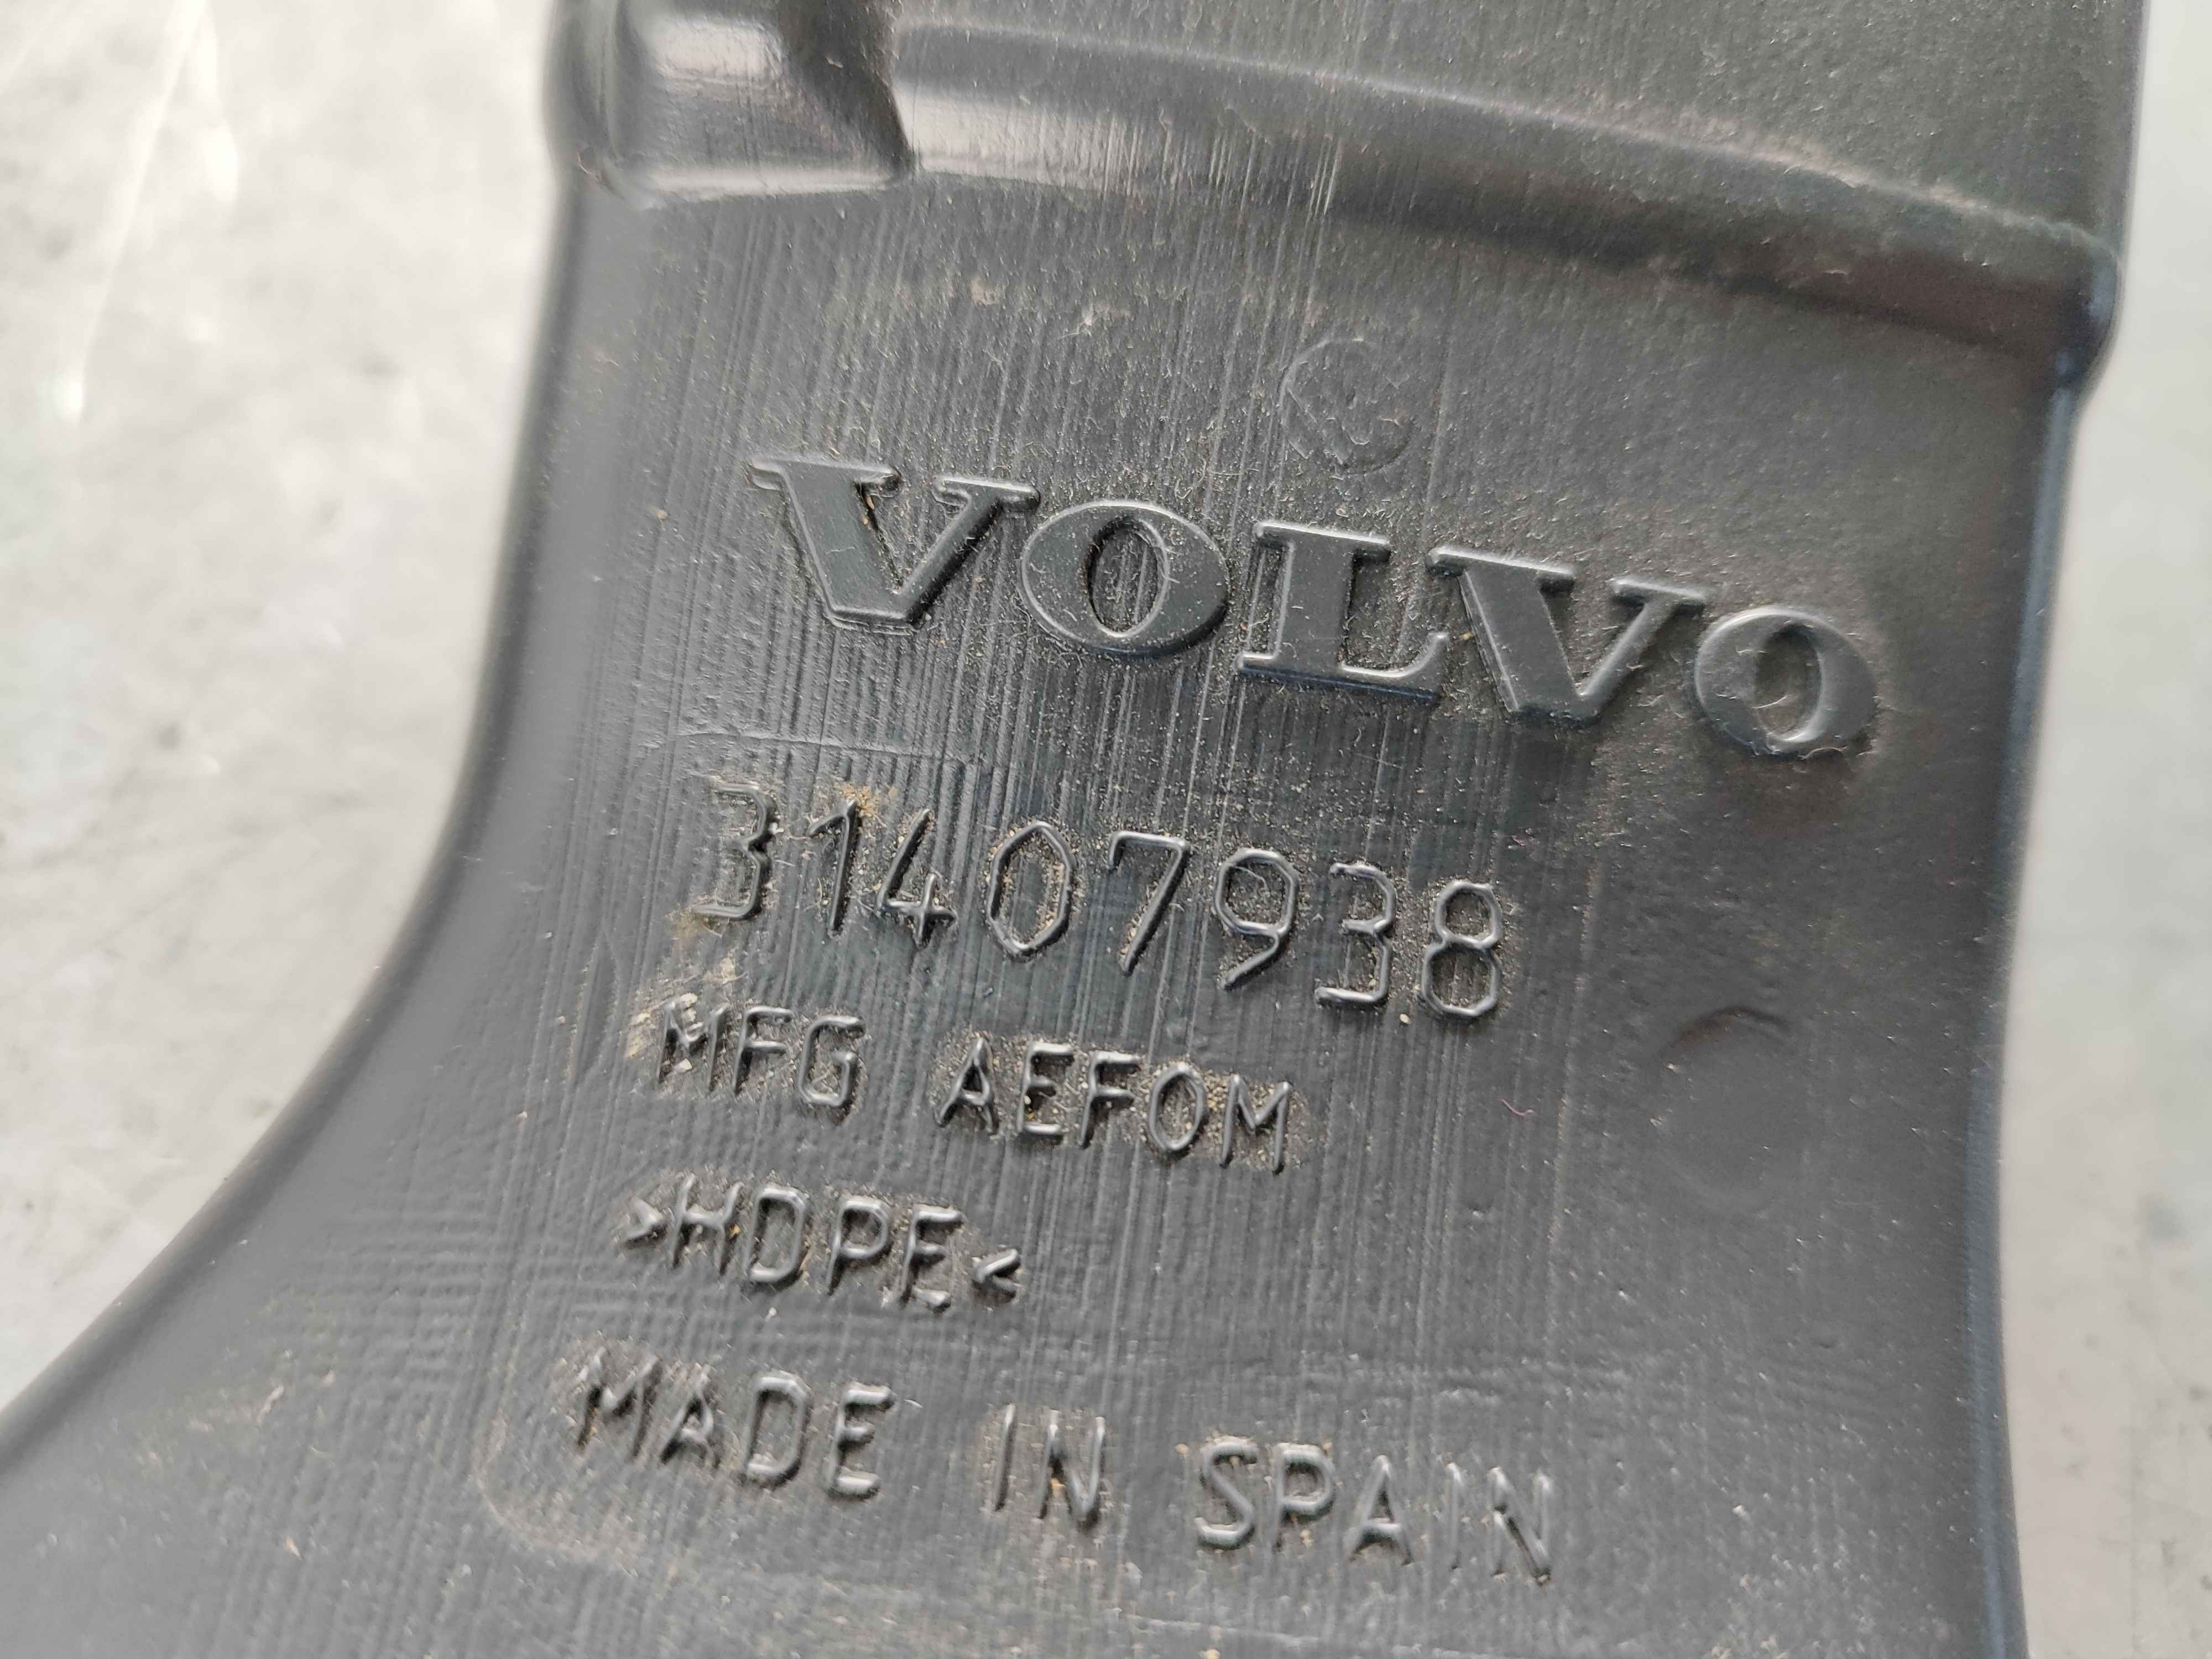 VOLVO
31407938
MFG AEFOM
>HDPE<
MADE IN SPAIN